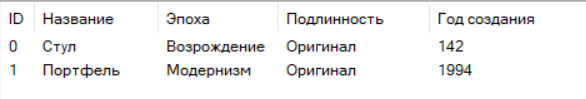 ID Название Эпоха Подлинность Год создания
0 Стул Возрождение Оригинал 142
1 Портфель Модернизм Оригинал 1994